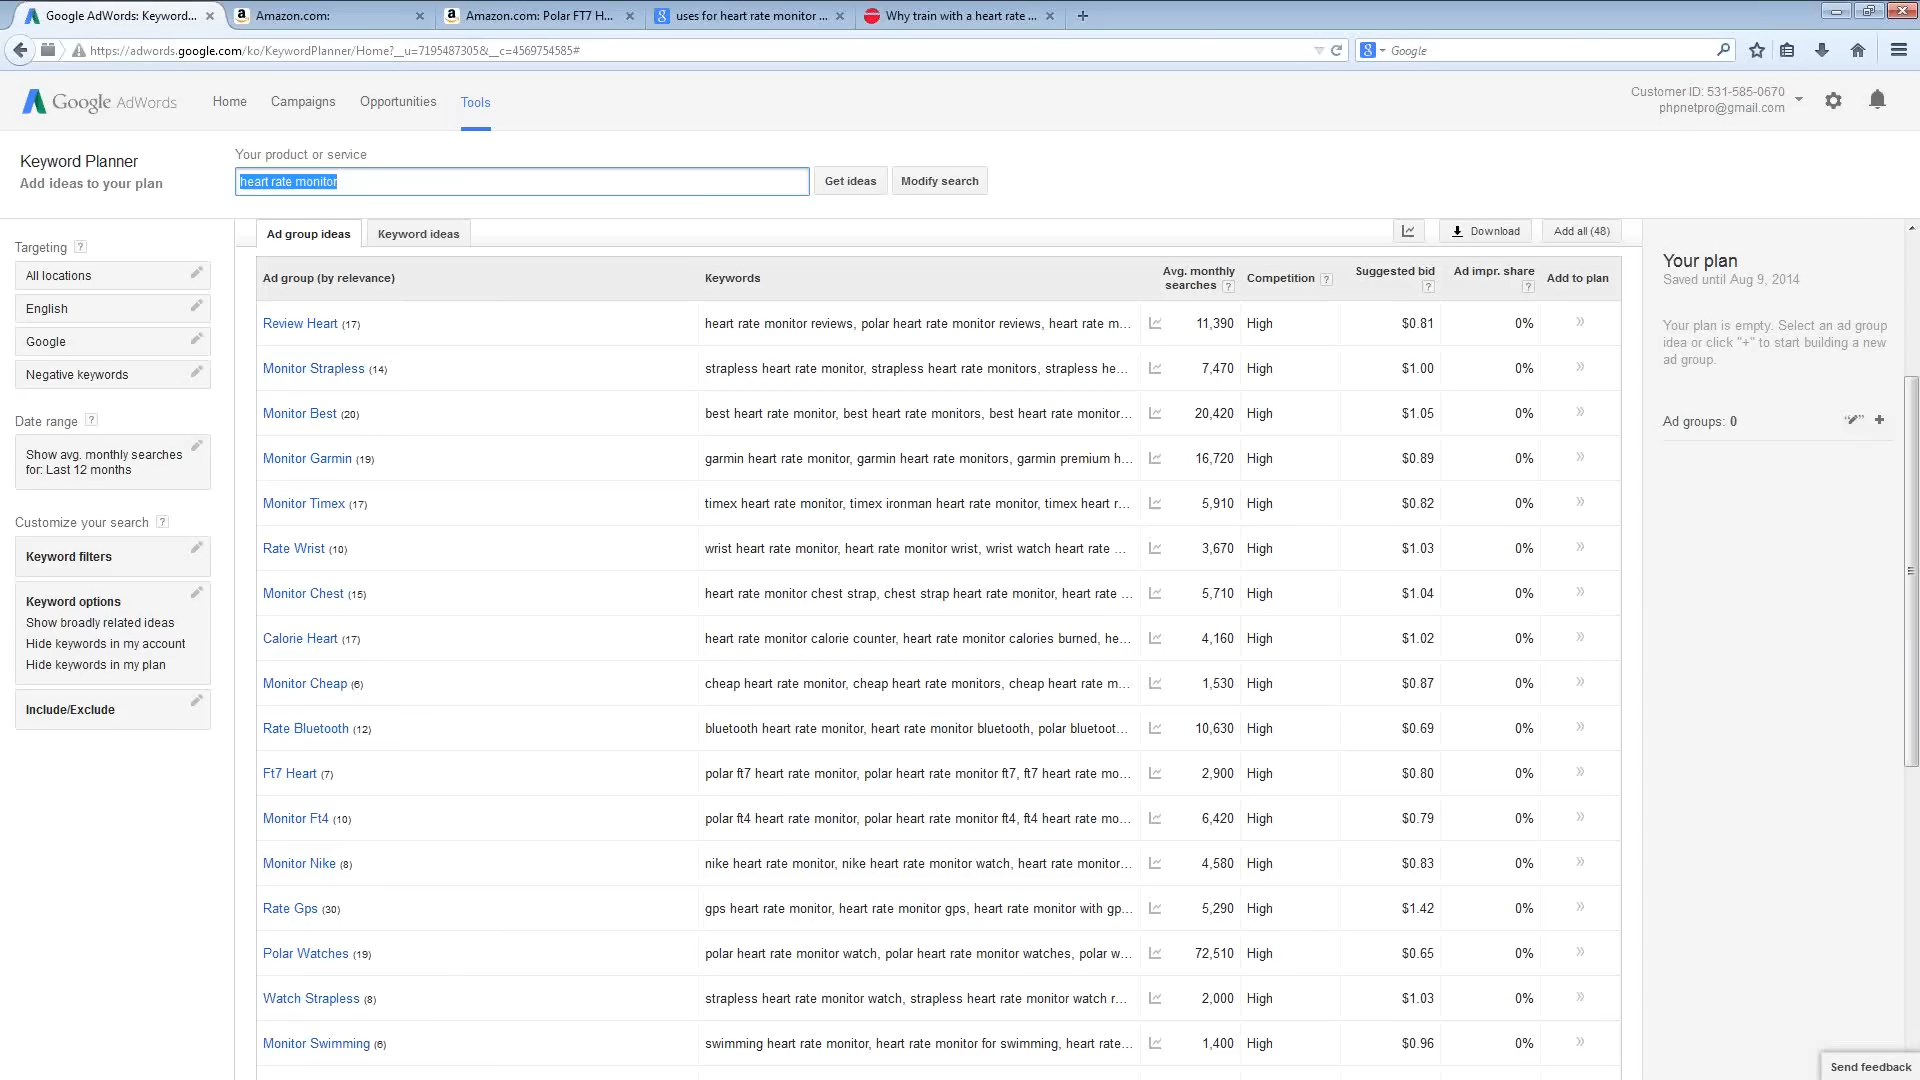 Google AdWords: Keyword...
Amazon.com:
Amazon.com: Polar FT7 H...
uses for heart rate monitor ...
Why train with a heart rate ...
https://adwords.google.com/ko/KeywordPlanner/Home?__u=7195487305&__c=4569754585#
Google
Google AdWords
Home
Campaigns
Opportunities
Tools
Customer ID: 531-585-0670
phpnetpro@gmail.com
Keyword Planner
Add ideas to your plan
Your product or service
heart rate monitor
Get ideas
Modify search
Targeting ?
All locations
English
Google
Negative keywords
Date range ?
Show avg. monthly searches
for: Last 12 months
Customize your search ?
Keyword filters
Keyword options
Show broadly related ideas
Hide keywords in my account
Hide keywords in my plan
Include/Exclude
Ad group ideas
Keyword ideas
Download
Add all (48)
Ad group (by relevance) Keywords Avg. monthly searches ? Competition ? Suggested bid ? Ad impr. share ? Add to plan
Review Heart (17) heart rate monitor reviews, polar heart rate monitor reviews, heart rate m... 11,390 High $0.81 0% »
Monitor Strapless (14) strapless heart rate monitor, strapless heart rate monitors, strapless he... 7,470 High $1.00 0% »
Monitor Best (20) best heart rate monitor, best heart rate monitors, best heart rate monitor... 20,420 High $1.05 0% »
Monitor Garmin (19) garmin heart rate monitor, garmin heart rate monitors, garmin premium h... 16,720 High $0.89 0% »
Monitor Timex (17) timex heart rate monitor, timex ironman heart rate monitor, timex heart r... 5,910 High $0.82 0% »
Rate Wrist (10) wrist heart rate monitor, heart rate monitor wrist, wrist watch heart rate ... 3,670 High $1.03 0% »
Monitor Chest (15) heart rate monitor chest strap, chest strap heart rate monitor, heart rate ... 5,710 High $1.04 0% »
Calorie Heart (17) heart rate monitor calorie counter, heart rate monitor calories burned, he... 4,160 High $1.02 0% »
Monitor Cheap (6) cheap heart rate monitor, cheap heart rate monitors, cheap heart rate m... 1,530 High $0.87 0% »
Rate Bluetooth (12) bluetooth heart rate monitor, heart rate monitor bluetooth, polar bluetoot... 10,630 High $0.69 0% »
Ft7 Heart (7) polar ft7 heart rate monitor, polar heart rate monitor ft7, ft7 heart rate mo... 2,900 High $0.80 0% »
Monitor Ft4 (10) polar ft4 heart rate monitor, polar heart rate monitor ft4, ft4 heart rate mo... 6,420 High $0.79 0% »
Monitor Nike (8) nike heart rate monitor, nike heart rate monitor watch, heart rate monitor... 4,580 High $0.83 0% »
Rate Gps (30) gps heart rate monitor, heart rate monitor gps, heart rate monitor with gp... 5,290 High $1.42 0% »
Polar Watches (19) polar heart rate monitor watch, polar heart rate monitor watches, polar w... 72,510 High $0.65 0% »
Watch Strapless (8) strapless heart rate monitor watch, strapless heart rate monitor watch r... 2,000 High $1.03 0% »
Monitor Swimming (6) swimming heart rate monitor, heart rate monitor for swimming, heart rate... 1,400 High $0.96 0% »
Your plan
Saved until Aug 9, 2014
Your plan is empty. Select an ad group
idea or click "+" to start building a new
ad group.
Ad groups: 0
Send feedback